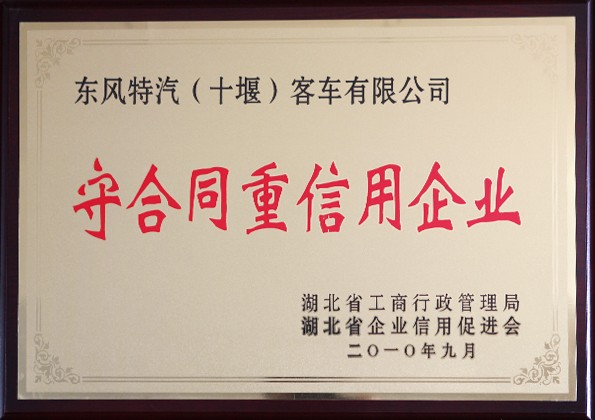 东风特汽（十堰）客车有限公司
守合同重信用企业
湖北省工商行政管理局
湖北省企业信用促进会
二〇一〇年九月